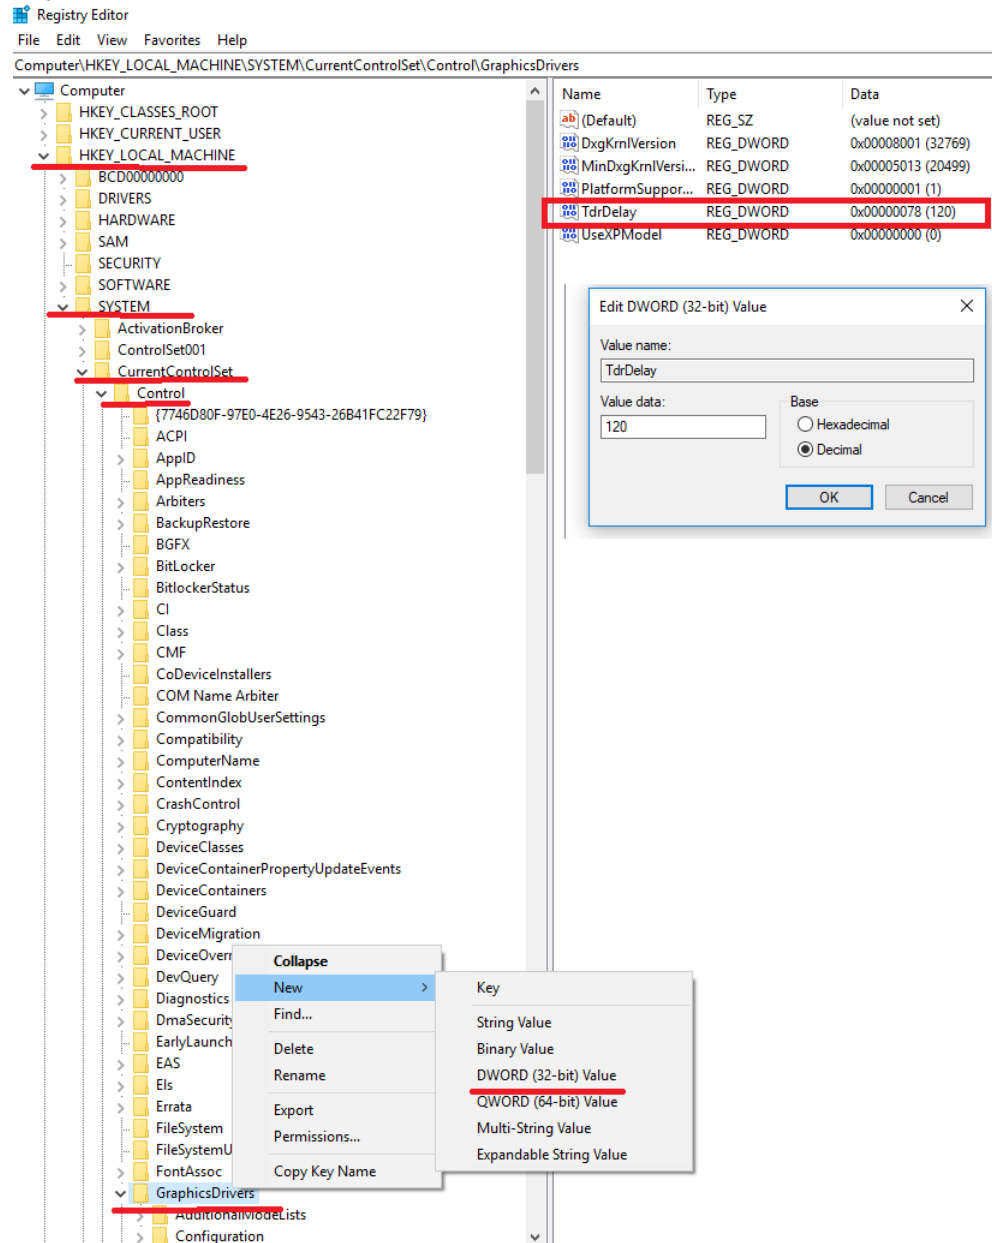 Registry Editor
File Edit View Favorites Help
Computer\HKEY_LOCAL_MACHINE\SYSTEM\CurrentControlSet\Control\GraphicsDrivers
Computer
HKEY_CLASSES_ROOT
HKEY_CURRENT_USER
HKEY_LOCAL_MACHINE
BCD00000000
DRIVERS
HARDWARE
SAM
SECURITY
SOFTWARE
SYSTEM
ActivationBroker
ControlSet001
CurrentControlSet
Control
{7746D80F-97E0-4E26-9543-26B41FC22F79}
ACPI
AppID
AppReadiness
Arbiters
BackupRestore
BGFX
BitLocker
BitlockerStatus
CI
Class
CMF
CoDeviceInstallers
COM Name Arbiter
CommonGlobUserSettings
Compatibility
ComputerName
ContentIndex
CrashControl
Cryptography
DeviceClasses
DeviceContainerPropertyUpdateEvents
DeviceContainers
DeviceGuard
DeviceMigration
DeviceOverr
DevQuery
Diagnostics
DmaSecurity
EarlyLaunch
EAS
Els
Errata
FileSystem
FileSystemU
FontAssoc
GraphicsDrivers
AdditionalModeLists
Configuration
Name Type Data
(Default) REG_SZ (value not set)
DxgKrnlVersion REG_DWORD 0x00008001 (32769)
MinDxgKrnlVersi... REG_DWORD 0x00005013 (20499)
PlatformSuppor... REG_DWORD 0x00000001 (1)
TdrDelay REG_DWORD 0x00000078 (120)
UseXPModel REG_DWORD 0x00000000 (0)
Edit DWORD (32-bit) Value
Value name:
TdrDelay
Value data:
120
Base
Hexadecimal
Decimal
OK Cancel
Collapse
New
Find...
Delete
Rename
Export
Permissions...
Copy Key Name
Key
String Value
Binary Value
DWORD (32-bit) Value
QWORD (64-bit) Value
Multi-String Value
Expandable String Value